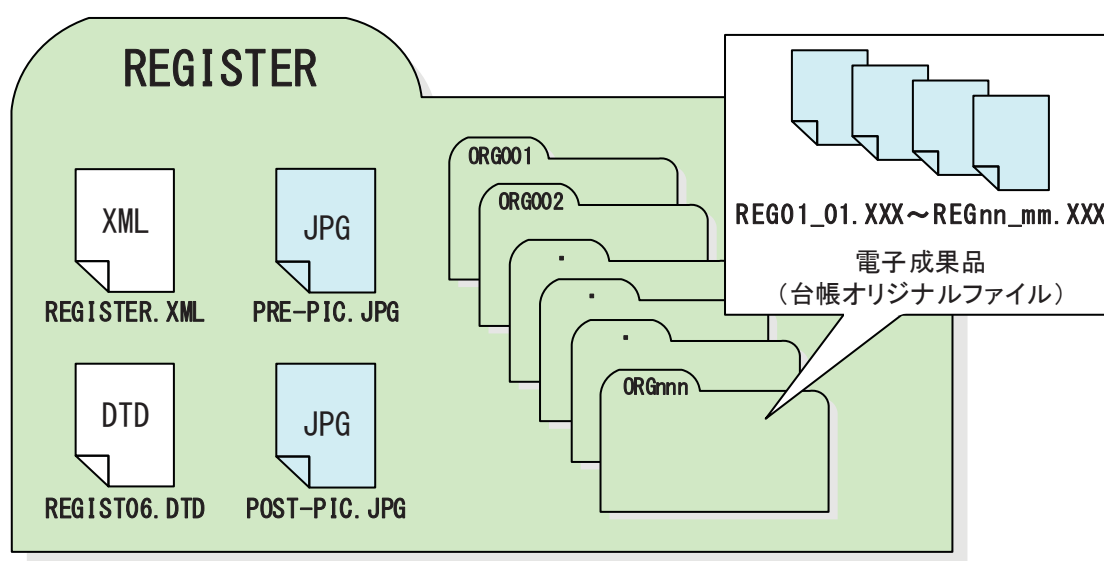 REGISTER
XML
REGISTER.XML
JPG
PRE-PIC.JPG
DTD
REGIST06.DTD
JPG
POST-PIC.JPG
ORG001
ORG002
・
・
・
ORGnnn
REG01_01.XXX～REGnn_mm.XXX
電子成果品
（台帳オリジナルファイル）